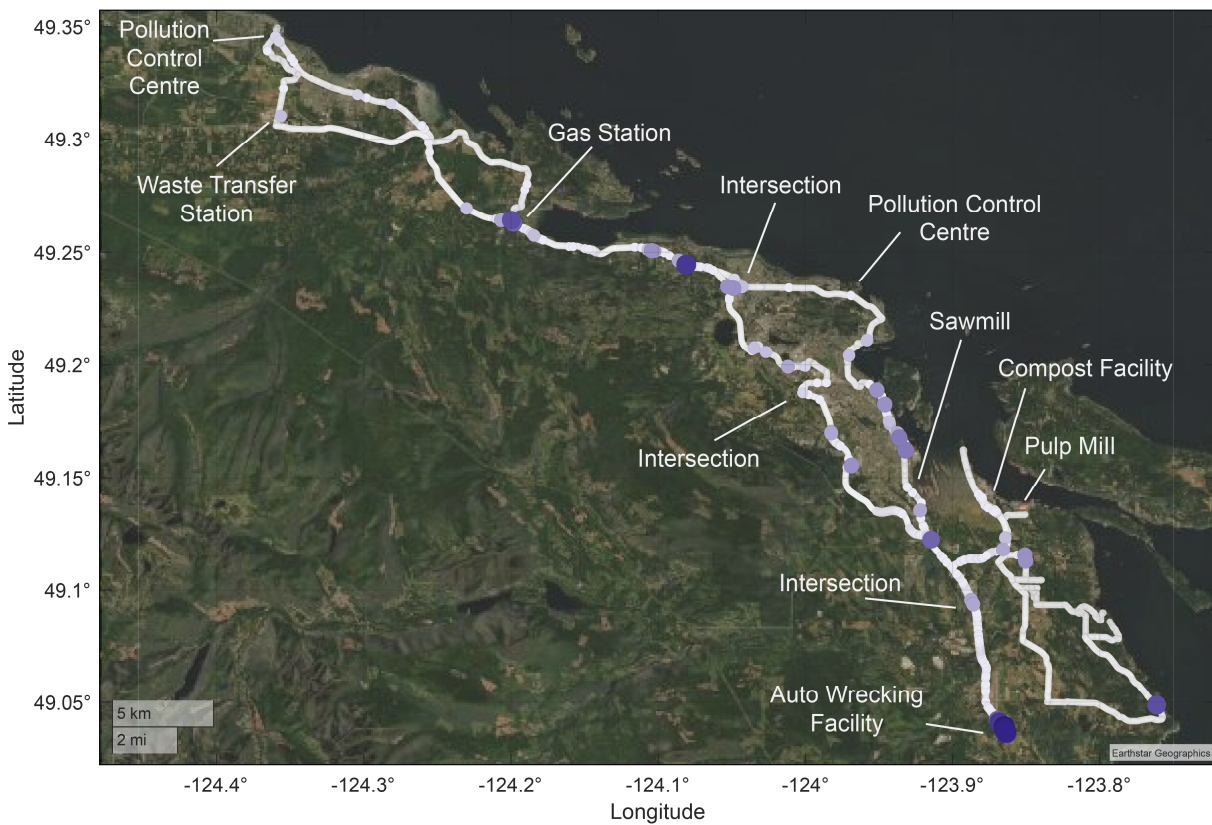 49.35°
Pollution
Control
Centre
49.3°
Gas Station
Waste Transfer
Station
Intersection
Pollution Control
Centre
49.25°
Sawmill
49.2°
Compost Facility
Intersection
Pulp Mill
49.15°
Intersection
49.1°
Auto Wrecking
Facility
49.05°
5 km
2 mi
Earthstar Geographics
Latitude
-124.4°
-124.3°
-124.2°
-124.1°
-124°
-123.9°
-123.8°
Longitude